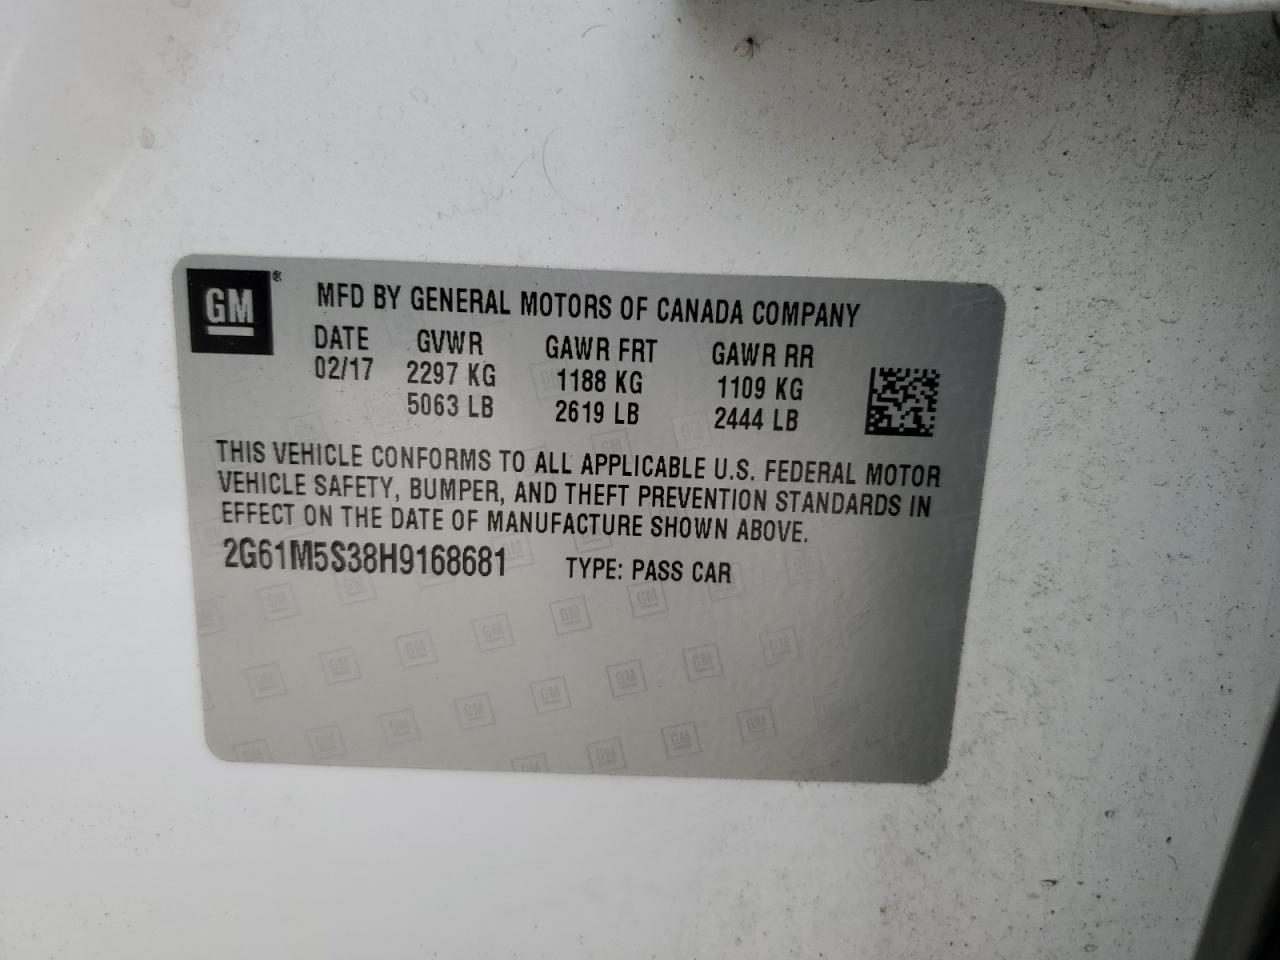 GM®
MFD BY GENERAL MOTORS OF CANADA COMPANY
DATE GVWR GAWR FRT GAWR RR
02/17 2297 KG 1188 KG 1109 KG
5063 LB 2619 LB 2444 LB
THIS VEHICLE CONFORMS TO ALL APPLICABLE U.S. FEDERAL MOTOR
VEHICLE SAFETY, BUMPER, AND THEFT PREVENTION STANDARDS IN
EFFECT ON THE DATE OF MANUFACTURE SHOWN ABOVE.
2G61M5S38H9168681 TYPE: PASS CAR